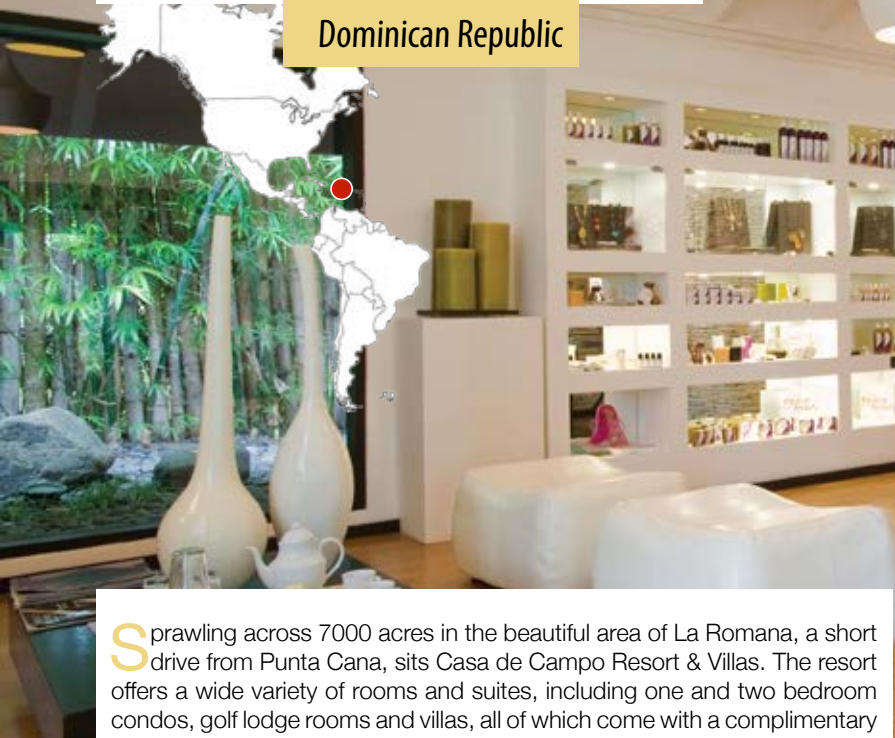 Dominican Republic
Sprawling across 7000 acres in the beautiful area of La Romana, a short
drive from Punta Cana, sits Casa de Campo Resort & Villas. The resort
offers a wide variety of rooms and suites, including one and two bedroom
condos, golf lodge rooms and villas, all of which come with a complimentary